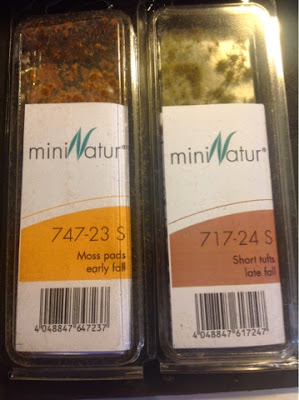 miniNatur®
747-23 S
Moss pads
early fall
4 048847 647237
miniNatur®
717-24 S
Short tufts
late fall
4 048847 617247